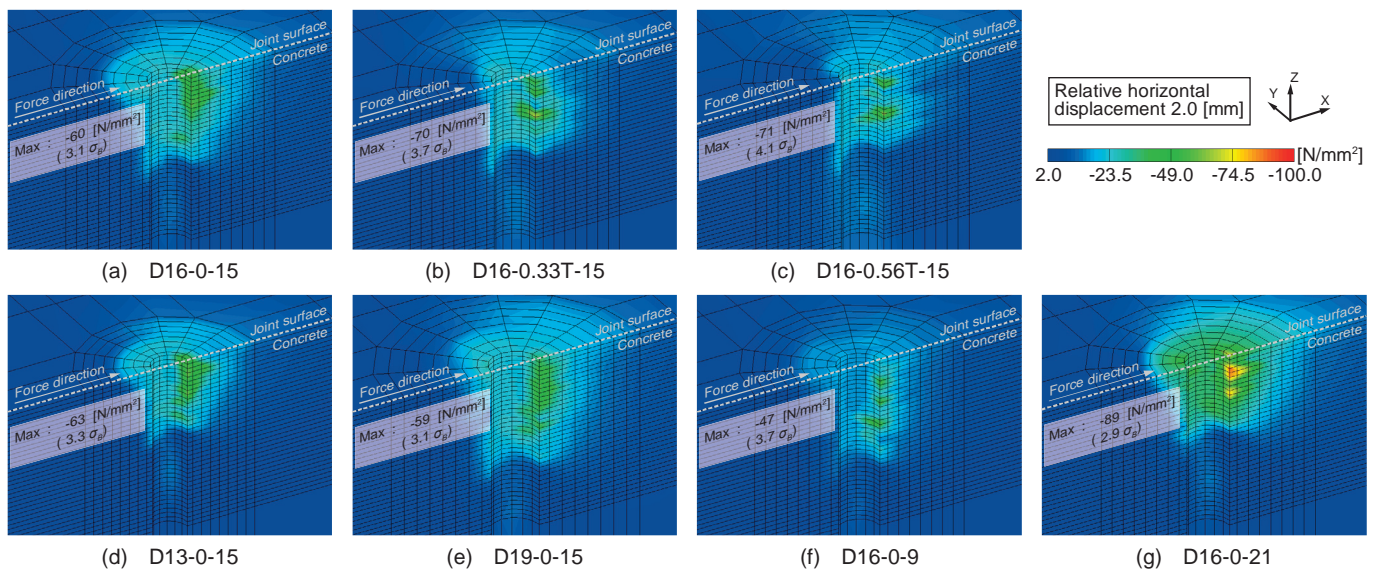 Joint surface
Concrete
Force direction
Max : -60 [N/mm²]
( 3.1 σB)
(a) D16-0-15
Joint surface
Concrete
Force direction
Max : -70 [N/mm²]
( 3.7 σB)
(b) D16-0.33T-15
Joint surface
Concrete
Force direction
Max : -71 [N/mm²]
( 4.1 σB)
(c) D16-0.56T-15
Relative horizontal
displacement 2.0 [mm]
Z
Y
X
[N/mm²]
2.0 -23.5 -49.0 -74.5 -100.0
Joint surface
Concrete
Force direction
Max : -63 [N/mm²]
( 3.3 σB)
(d) D13-0-15
Joint surface
Concrete
Force direction
Max : -59 [N/mm²]
( 3.1 σB)
(e) D19-0-15
Joint surface
Concrete
Force direction
Max : -47 [N/mm²]
( 3.7 σB)
(f) D16-0-9
Joint surface
Concrete
Force direction
Max : -89 [N/mm²]
( 2.9 σB)
(g) D16-0-21